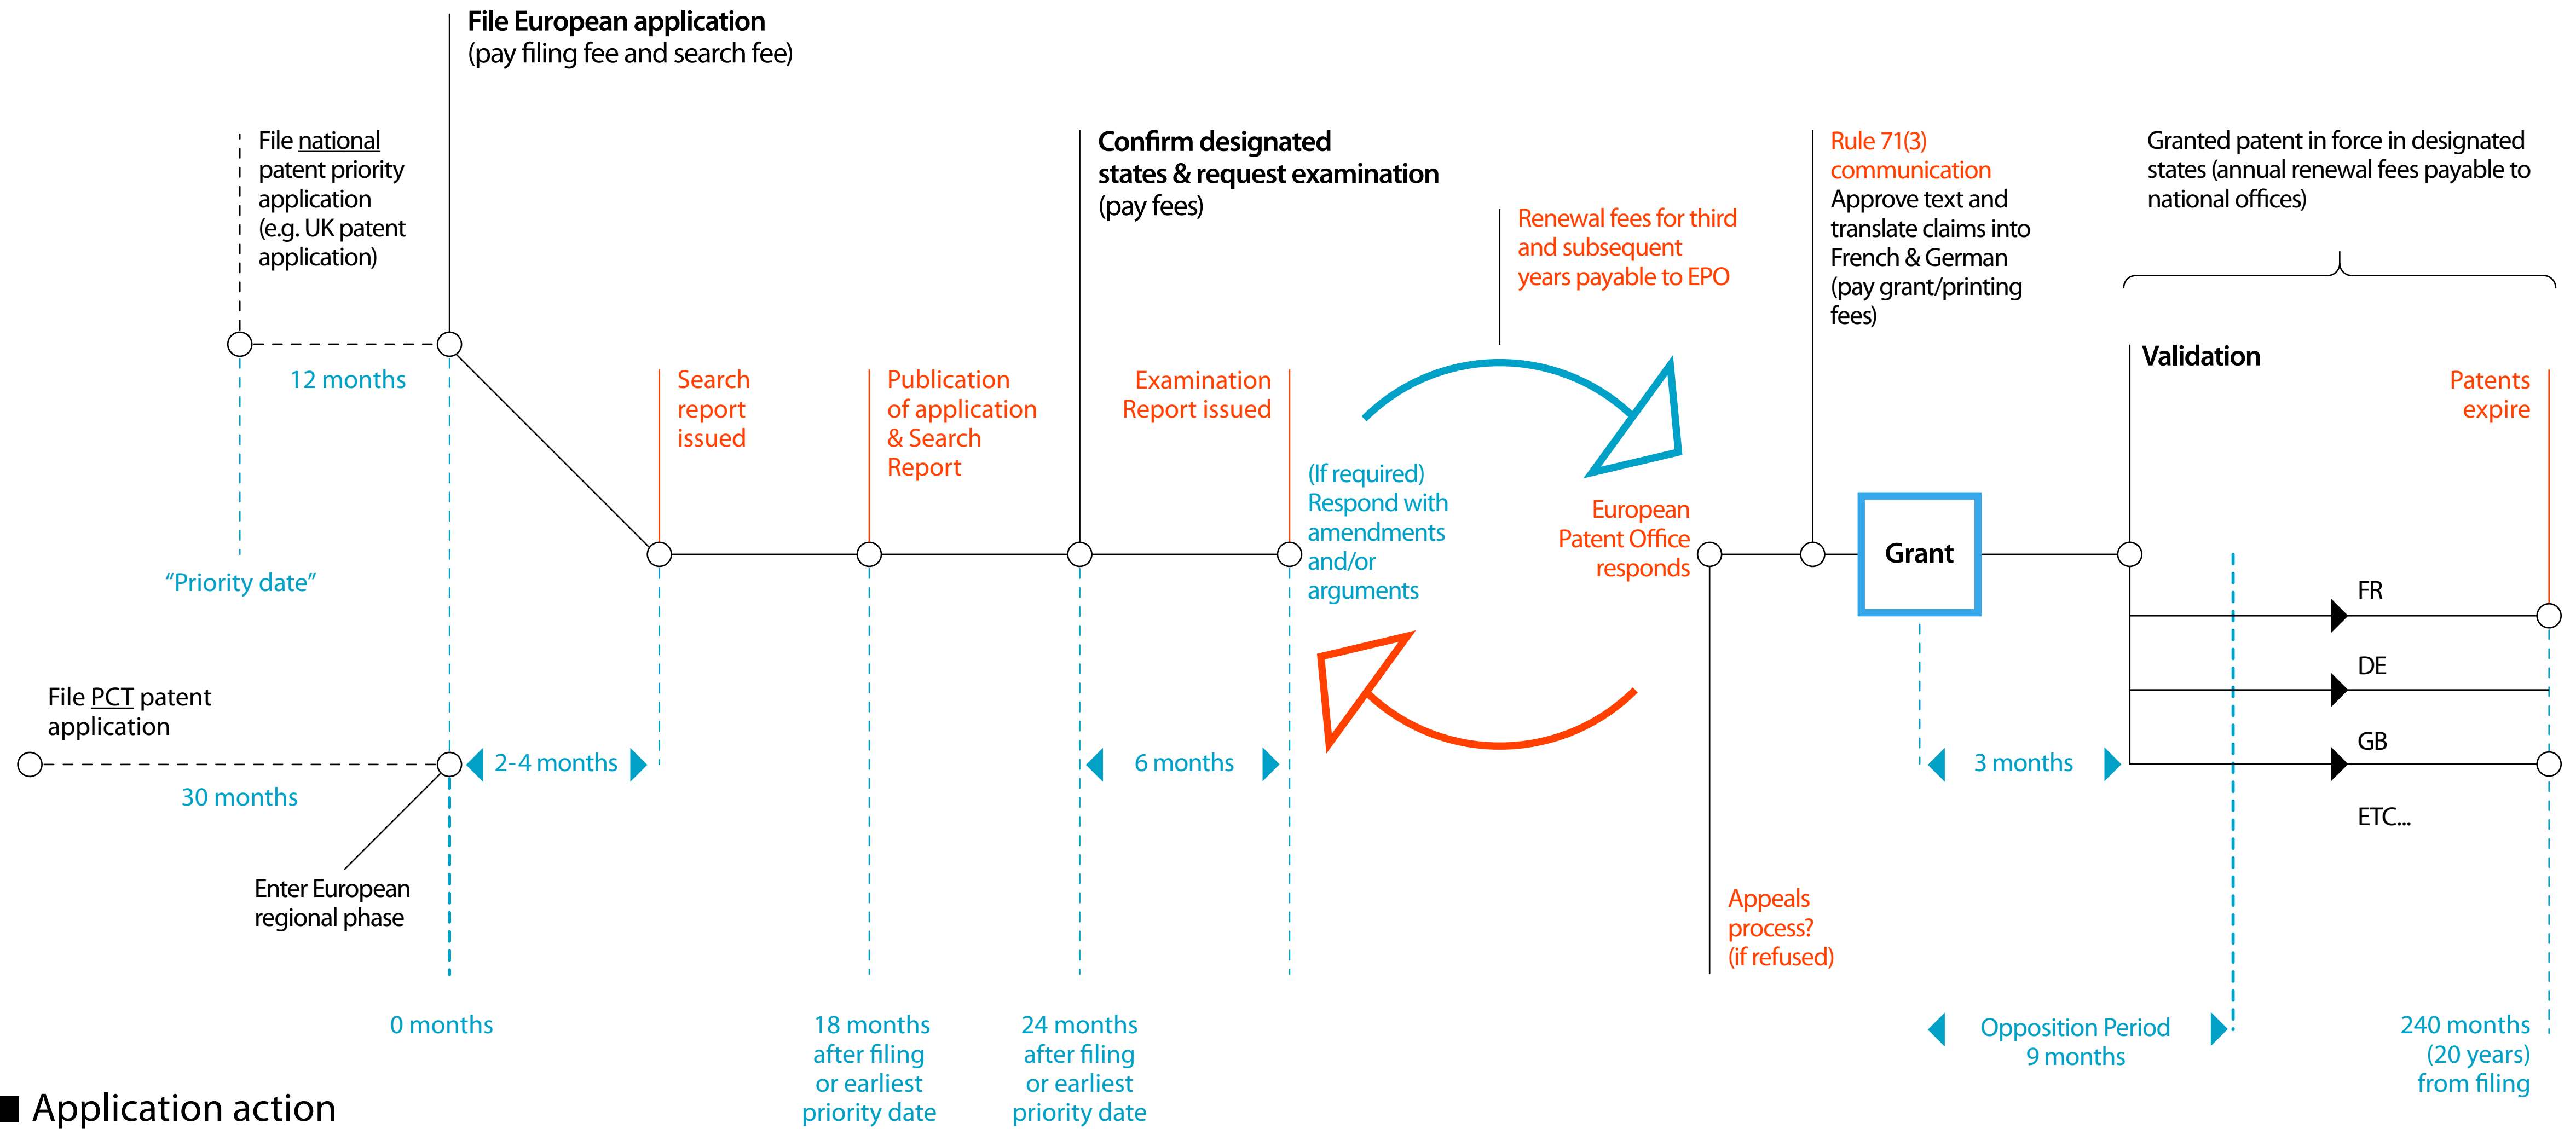 File European application
(pay filing fee and search fee)
File national
patent priority
application
(e.g. UK patent
application)
12 months
"Priority date"
File PCT patent
application
30 months
Enter European
regional phase
0 months
2-4 months
Search
report
issued
Publication
of application
& Search
Report
18 months
after filing
or earliest
priority date
Confirm designated
states & request examination
(pay fees)
24 months
after filing
or earliest
priority date
6 months
Examination
Report issued
(If required)
Respond with
amendments
and/or
arguments
Renewal fees for third
and subsequent
years payable to EPO
European
Patent Office
responds
Appeals
process?
(if refused)
Rule 71(3)
communication
Approve text and
translate claims into
French & German
(pay grant/printing
fees)
Grant
3 months
Opposition Period
9 months
Granted patent in force in designated
states (annual renewal fees payable to
national offices)
Validation
FR
DE
GB
ETC...
Patents
expire
240 months
(20 years)
from filing
Application action